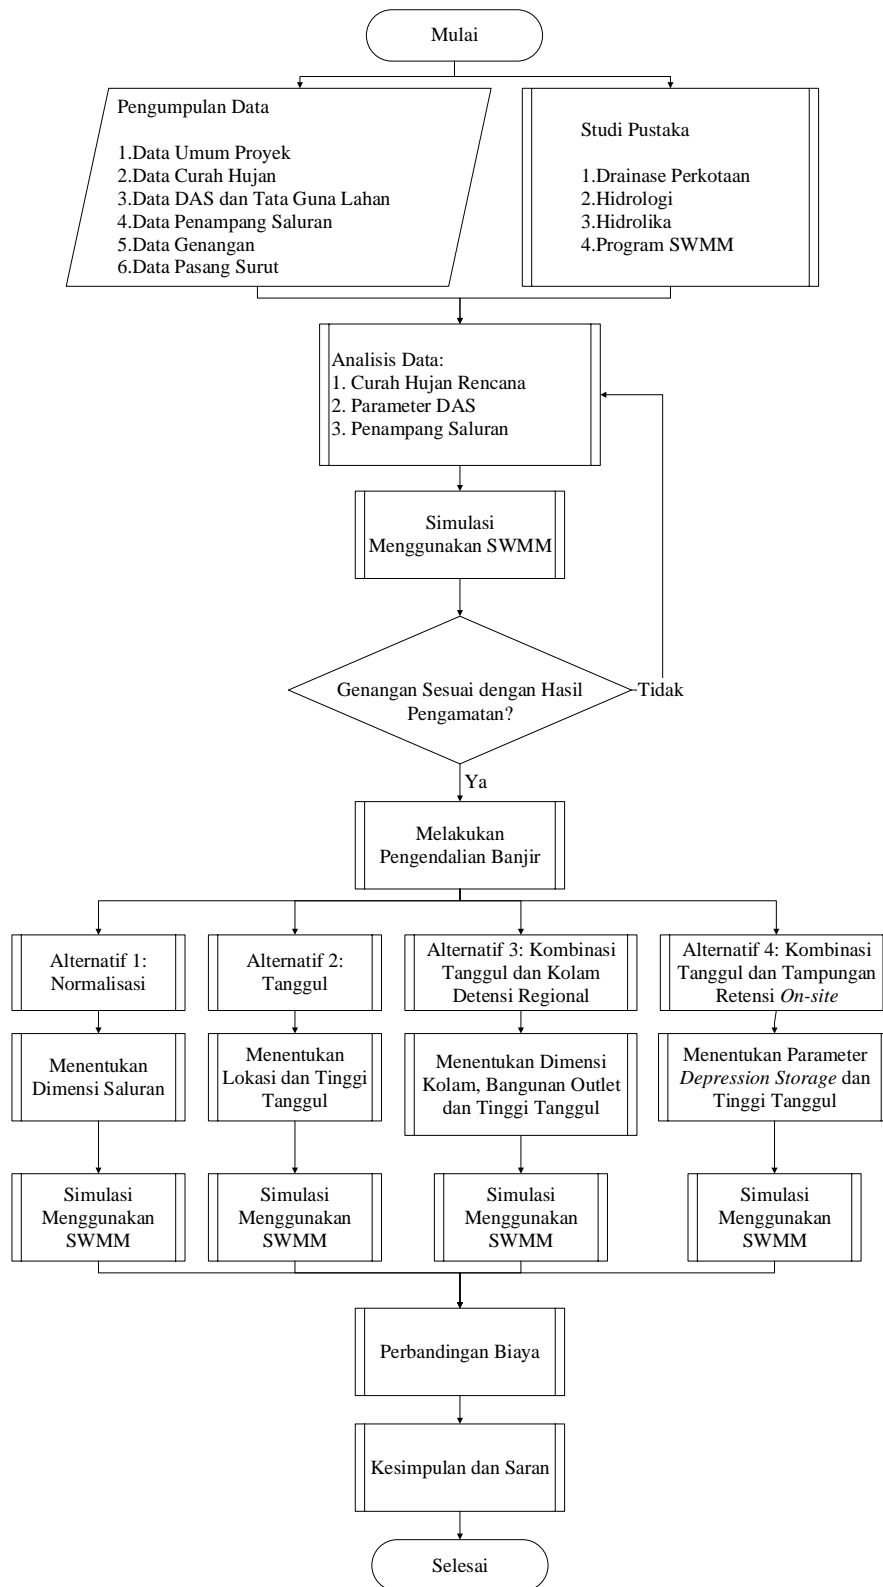 Mulai
Pengumpulan Data
1.Data Umum Proyek
2.Data Curah Hujan
3.Data DAS dan Tata Guna Lahan
4.Data Penampang Saluran
5.Data Genangan
6.Data Pasang Surut
Studi Pustaka
1.Drainase Perkotaan
2.Hidrologi
3.Hidrolika
4.Program SWMM
Analisis Data:
1. Curah Hujan Rencana
2. Parameter DAS
3. Penampang Saluran
Simulasi
Menggunakan SWMM
Genangan Sesuai dengan Hasil
Pengamatan?
Tidak
Ya
Melakukan
Pengendalian Banjir
Alternatif 1:
Normalisasi
Alternatif 2:
Tanggul
Alternatif 3: Kombinasi
Tanggul dan Kolam
Detensi Regional
Alternatif 4: Kombinasi
Tanggul dan Tampungan
Retensi On-site
Menentukan
Dimensi Saluran
Menentukan
Lokasi dan Tinggi
Tanggul
Menentukan Dimensi
Kolam, Bangunan Outlet
dan Tinggi Tanggul
Menentukan Parameter
Depression Storage dan
Tinggi Tanggul
Simulasi
Menggunakan
SWMM
Simulasi
Menggunakan
SWMM
Simulasi
Menggunakan
SWMM
Simulasi
Menggunakan
SWMM
Perbandingan Biaya
Kesimpulan dan Saran
Selesai